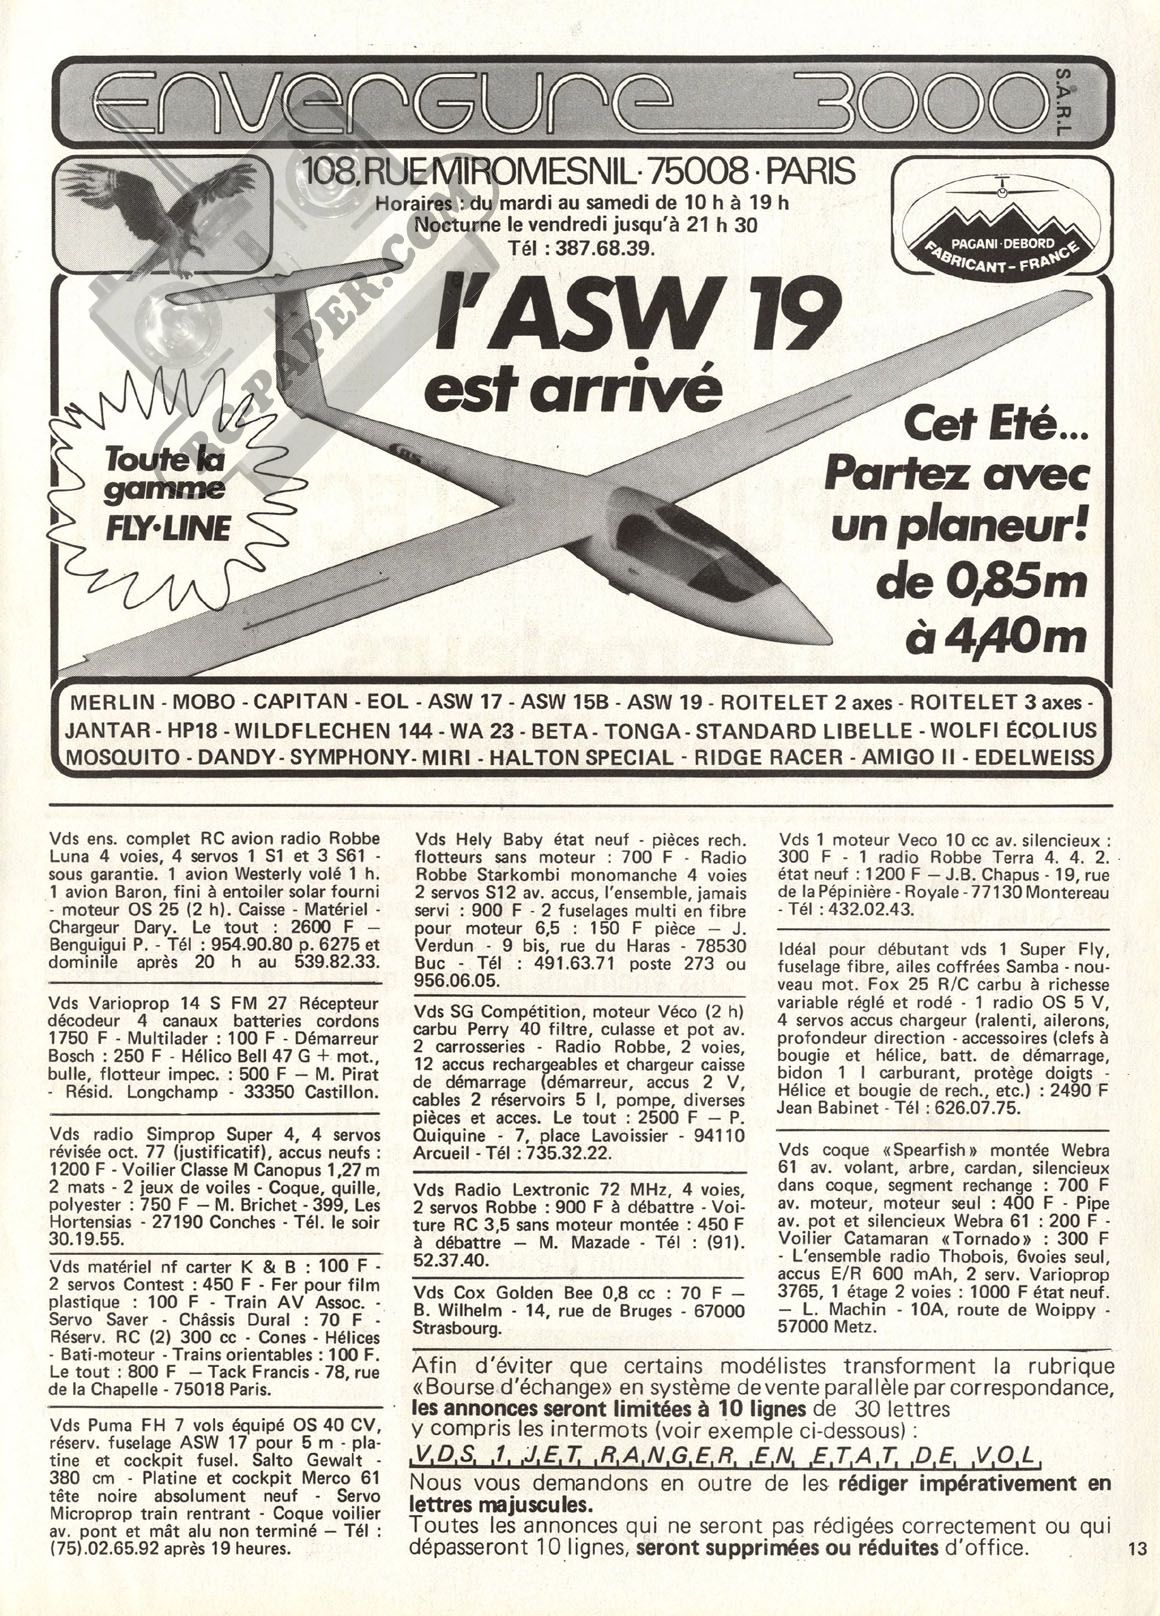 ENVERGURE 3000 S.A.R.L
108, RUE MIROMESNIL · 75008 · PARIS
Horaires : du mardi au samedi de 10 h à 19 h
Nocturne le vendredi jusqu'à 21 h 30
Tél : 387.68.39.
PAGANI-DEBORD
FABRICANT-FRANCE
l'ASW 19
est arrivé
RC-PAPER.COM
Toute la
gamme
FLY·LINE
Cet Eté...
Partez avec
un planeur!
de 0,85m
à 4,40m
MERLIN - MOBO - CAPITAN - EOL - ASW 17 - ASW 15B - ASW 19 - ROITELET 2 axes - ROITELET 3 axes -
JANTAR - HP18 - WILDFLECHEN 144 - WA 23 - BETA - TONGA - STANDARD LIBELLE - WOLFI ÉCOLIUS
MOSQUITO - DANDY - SYMPHONY - MIRI - HALTON SPECIAL - RIDGE RACER - AMIGO II - EDELWEISS
Vds ens. complet RC avion radio Robbe
Luna 4 voies, 4 servos 1 S1 et 3 S61 -
sous garantie. 1 avion Westerly volé 1 h.
1 avion Baron, fini à entoiler solar fourni
- moteur OS 25 (2 h). Caisse - Matériel -
Chargeur Dary. Le tout : 2600 F —
Benguigui P. - Tél : 954.90.80 p. 6275 et
dominile après 20 h au 539.82.33.
Vds Varioprop 14 S FM 27 Récepteur
décodeur 4 canaux batteries cordons
1750 F - Multilader : 100 F - Démarreur
Bosch : 250 F - Hélico Bell 47 G + mot.,
bulle, flotteur impec. : 500 F — M. Pirat
- Résid. Longchamp - 33350 Castillon.
Vds radio Simprop Super 4, 4 servos
révisée oct. 77 (justificatif), accus neufs :
1200 F - Voilier Classe M Canopus 1,27 m
2 mats - 2 jeux de voiles - Coque, quille,
polyester : 750 F — M. Brichet - 399, Les
Hortensias - 27190 Conches - Tél. le soir
30.19.55.
Vds matériel nf carter K & B : 100 F -
2 servos Contest : 450 F - Fer pour film
plastique : 100 F - Train AV Assoc. -
Servo Saver - Châssis Dural : 70 F -
Réserv. RC (2) 300 cc - Cones - Hélices
- Bati-moteur - Trains orientables : 100 F.
Le tout : 800 F — Tack Francis - 78, rue
de la Chapelle - 75018 Paris.
Vds Puma FH 7 vols équipé OS 40 CV,
réserv. fuselage ASW 17 pour 5 m - pla-
tine et cockpit fusel. Salto Gewalt -
380 cm - Platine et cockpit Merco 61
tête noire absolument neuf - Servo
Microprop train rentrant - Coque voilier
av. pont et mât alu non terminé — Tél :
(75).02.65.92 après 19 heures.
Vds Hely Baby état neuf - pièces rech.
flotteurs sans moteur : 700 F - Radio
Robbe Starkombi monomanche 4 voies
2 servos S12 av. accus, l'ensemble, jamais
servi : 900 F - 2 fuselages multi en fibre
pour moteur 6,5 : 150 F pièce — J.
Verdun - 9 bis, rue du Haras - 78530
Buc - Tél : 491.63.71 poste 273 ou
956.06.05.
Vds SG Compétition, moteur Véco (2 h)
carbu Perry 40 filtre, culasse et pot av.
2 carrosseries - Radio Robbe, 2 voies,
12 accus rechargeables et chargeur caisse
de démarrage (démarreur, accus 2 V,
cables 2 réservoirs 5 l, pompe, diverses
pièces et acces. Le tout : 2500 F — P.
Quiquine - 7, place Lavoissier - 94110
Arcueil - Tél : 735.32.22.
Vds Radio Lextronic 72 MHz, 4 voies,
2 servos Robbe : 900 F à débattre - Voi-
ture RC 3,5 sans moteur montée : 450 F
à débattre — M. Mazade - Tél : (91).
52.37.40.
Vds Cox Golden Bee 0,8 cc : 70 F —
B. Wilhelm - 14, rue de Bruges - 67000
Strasbourg.
Vds 1 moteur Veco 10 cc av. silencieux :
300 F - 1 radio Robbe Terra 4. 4. 2.
état neuf : 1200 F — J.B. Chapus - 19, rue
de la Pépinière - Royale - 77130 Montereau
- Tél : 432.02.43.
Idéal pour débutant vds 1 Super Fly,
fuselage fibre, ailes coffrées Samba - nou-
veau mot. Fox 25 R/C carbu à richesse
variable réglé et rodé - 1 radio OS 5 V,
4 servos accus chargeur (ralenti, ailerons,
profondeur direction - accessoires (clefs à
bougie et hélice, batt. de démarrage,
bidon 1 l carburant, protège doigts -
Hélice et bougie de rech., etc.) : 2490 F
Jean Babinet - Tél : 626.07.75.
Vds coque «Spearfish» montée Webra
61 av. volant, arbre, cardan, silencieux
dans coque, segment rechange : 700 F
av. moteur, moteur seul : 400 F - Pipe
av. pot et silencieux Webra 61 : 200 F -
Voilier Catamaran «Tornado» : 300 F
- L'ensemble radio Thobois, 6voies seul,
accus E/R 600 mAh, 2 serv. Varioprop
3765, 1 étage 2 voies : 1000 F état neuf.
— L. Machin - 10A, route de Woippy -
57000 Metz.
Afin d'éviter que certains modélistes transforment la rubrique
«Bourse d'échange» en système de vente parallèle par correspondance,
les annonces seront limitées à 10 lignes de 30 lettres
y compris les intermots (voir exemple ci-dessous) :
VDS 1 JET RANGER EN ETAT DE VOL
Nous vous demandons en outre de les rédiger impérativement en
lettres majuscules.
Toutes les annonces qui ne seront pas rédigées correctement ou qui
dépasseront 10 lignes, seront supprimées ou réduites d'office.
13